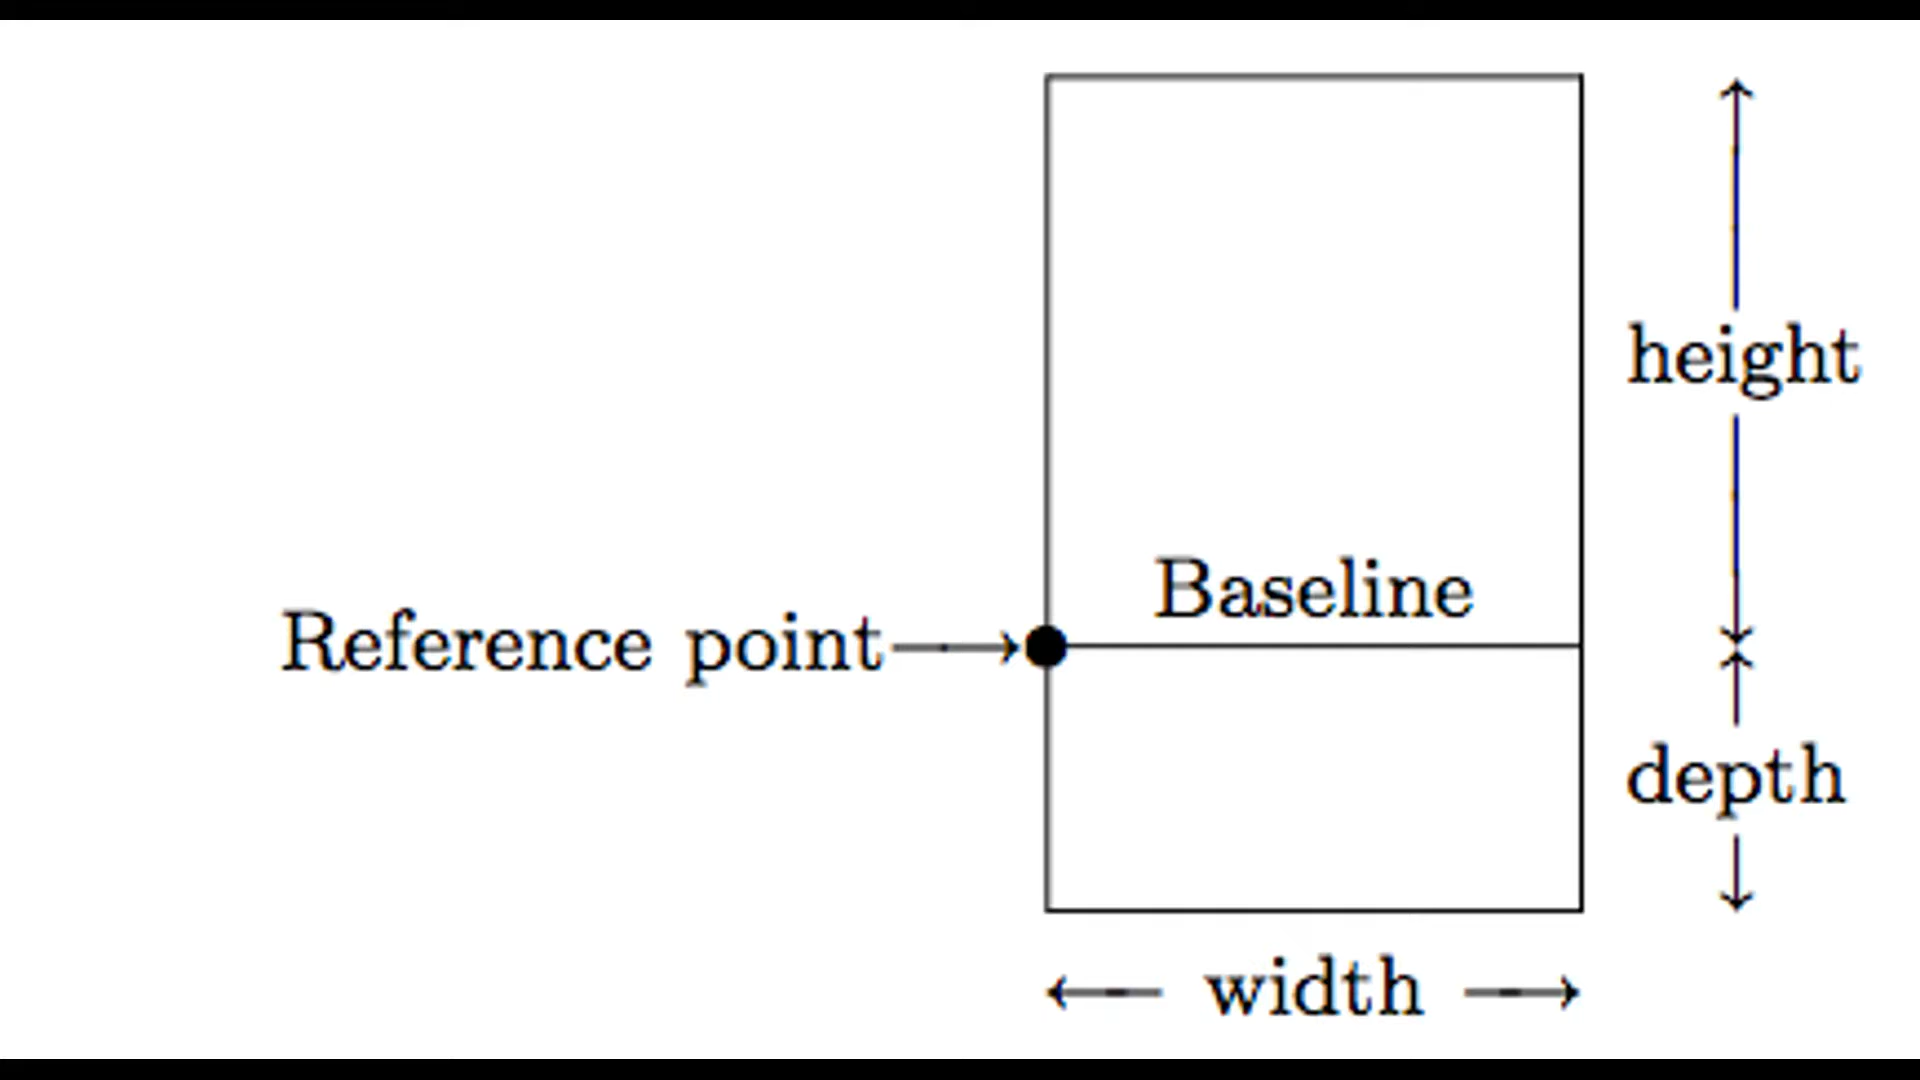 height
Baseline
Reference point
depth
width